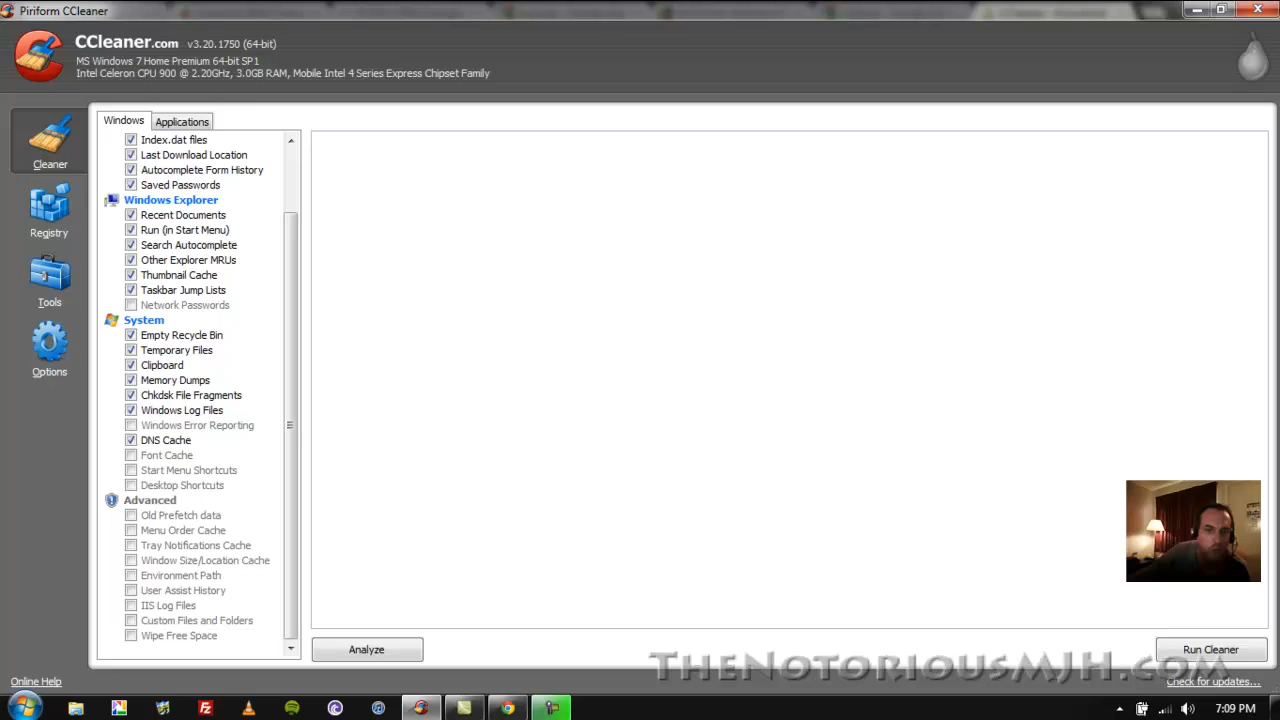 Piriform CCleaner
CCleaner.com v3.20.1750 (64-bit)
MS Windows 7 Home Premium 64-bit SP1
Intel Celeron CPU 900 @ 2.20GHz, 3.0GB RAM, Mobile Intel 4 Series Express Chipset Family
Cleaner
Registry
Tools
Options
Windows
Applications
Index.dat files
Last Download Location
Autocomplete Form History
Saved Passwords
Windows Explorer
Recent Documents
Run (in Start Menu)
Search Autocomplete
Other Explorer MRUs
Thumbnail Cache
Taskbar Jump Lists
Network Passwords
System
Empty Recycle Bin
Temporary Files
Clipboard
Memory Dumps
Chkdsk File Fragments
Windows Log Files
Windows Error Reporting
DNS Cache
Font Cache
Start Menu Shortcuts
Desktop Shortcuts
Advanced
Old Prefetch data
Menu Order Cache
Tray Notifications Cache
Window Size/Location Cache
Environment Path
User Assist History
IIS Log Files
Custom Files and Folders
Wipe Free Space
Analyze
Run Cleaner
TheNotoriousMJH.com
Online Help
Check for updates...
7:09 PM